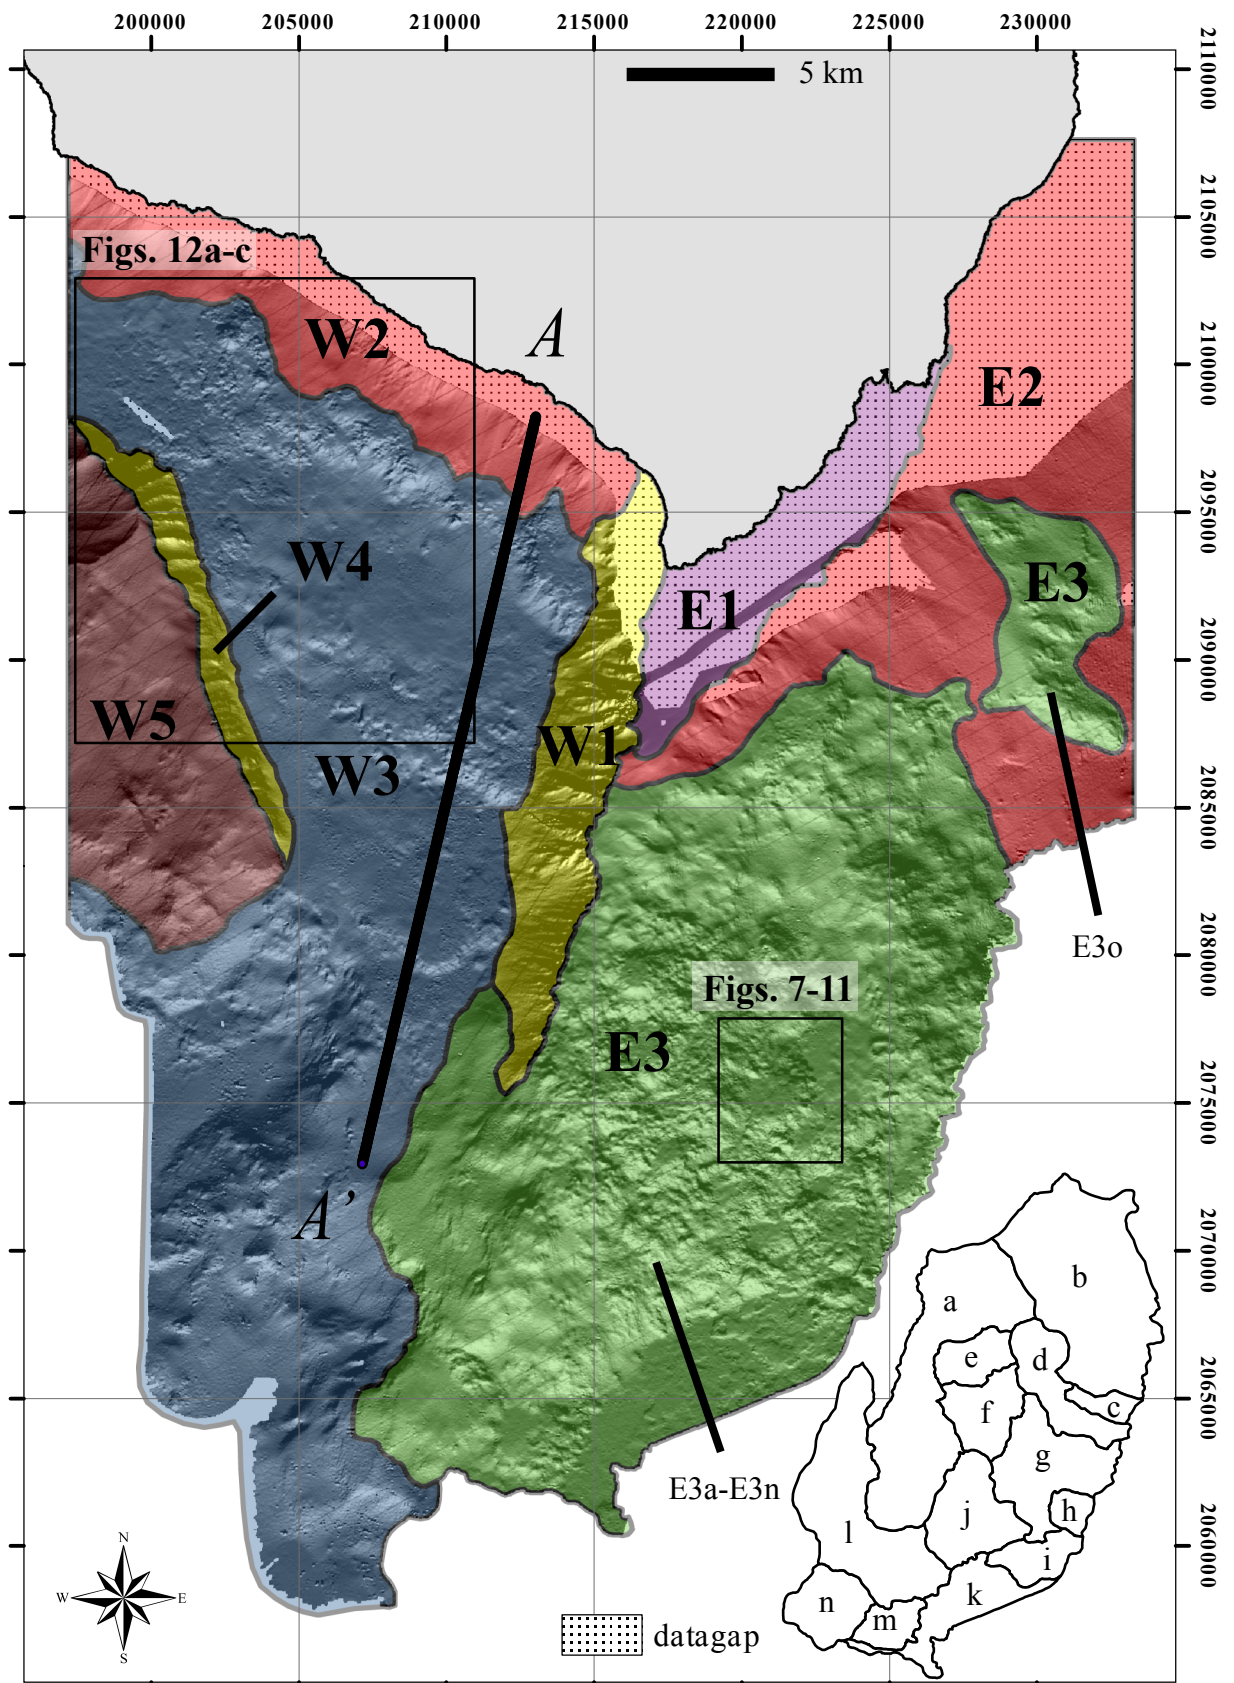 200000 205000 210000 215000 220000 225000 230000
5 km
2110000
2105000
2100000
2095000
2090000
2085000
2080000
2075000
2070000
2065000
2060000
Figs. 12a-c
W2
A
E2
W4
E3
E1
W5
W1
W3
E3o
Figs. 7-11
E3
A’
b
a
e
d
c
f
g
E3a-E3n
h
j
l
i
k
n
m
N
W
E
S
datagap